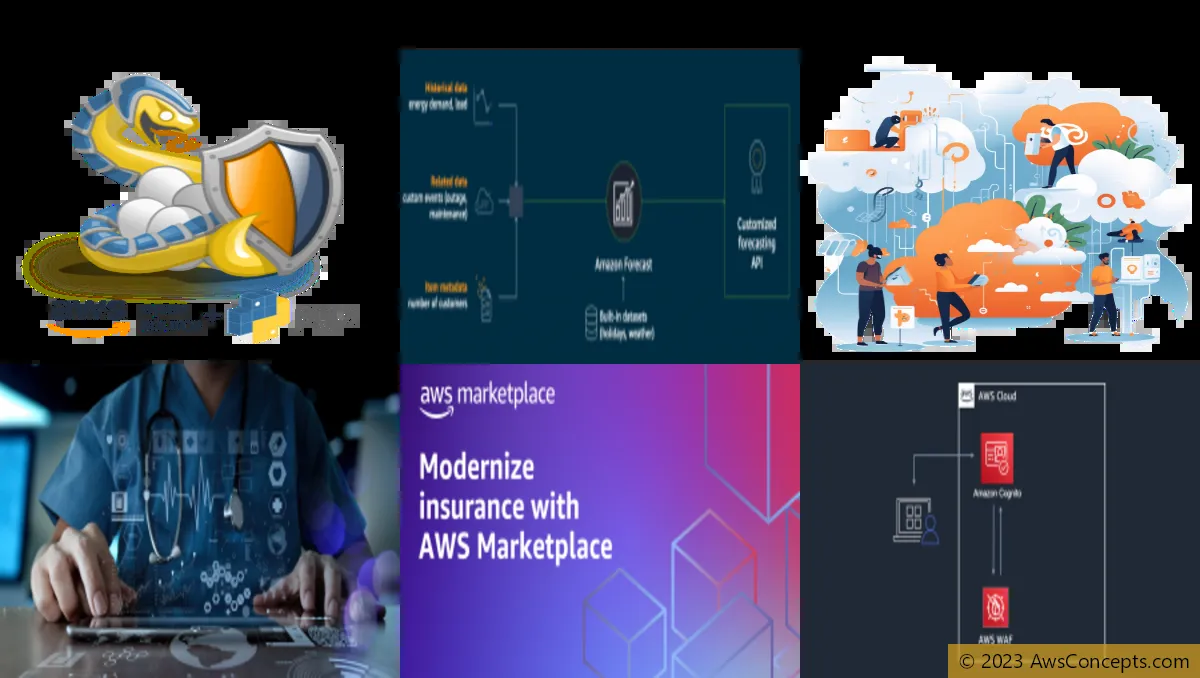 Historical data
energy demand, load
Related data
custom events (outage,
maintenance)
Item metadata
number of customers
Amazon Forecast
Built-in datasets
(holidays, weather)
Customized
forecasting
API
aws marketplace
Modernize
insurance with
AWS Marketplace
aws
AWS Cloud
Amazon Cognito
AWS WAF
© 2023 AwsConcepts.com